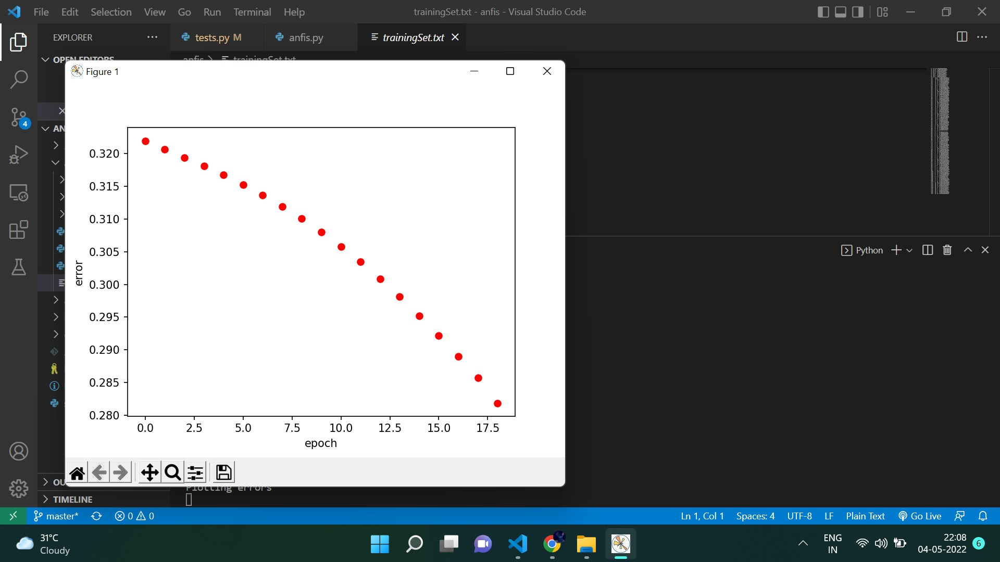 File Edit Selection View Go Run Terminal Help
trainingSet.txt - anfis - Visual Studio Code
EXPLORER
tests.py M
anfis.py
trainingSet.txt
OPEN EDITORS
anfis > trainingSet.txt
Figure 1
4
AN
0.320
0.315
0.310
0.305
0.300
0.295
0.290
0.285
0.280
error
0.0 2.5 5.0 7.5 10.0 12.5 15.0 17.5
epoch
Python
OU
Plotting errors
TIMELINE
master*
0 0
Ln 1, Col 1
Spaces: 4
UTF-8
LF
Plain Text
Go Live
31°C
Cloudy
ENG
IN
22:08
04-05-2022
6